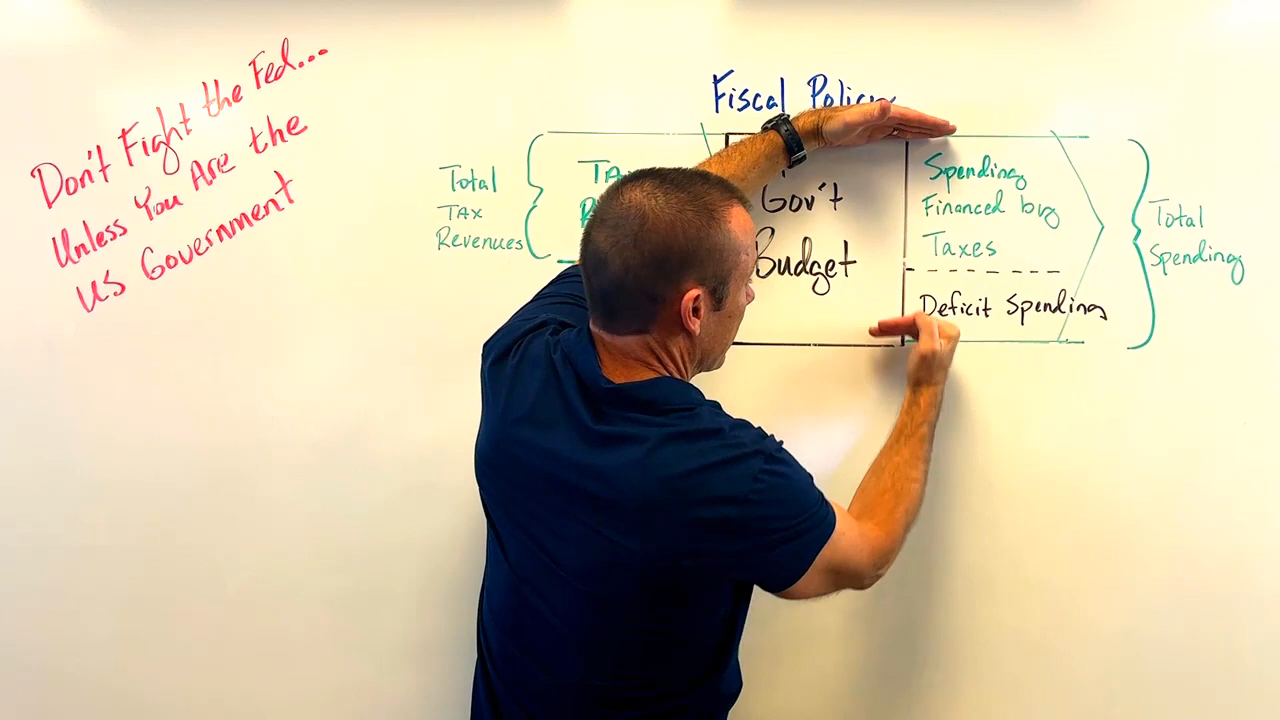 Don't Fight the Fed...
Unless You Are the
US Government
Fiscal Policy
Total
TAX
Revenues
Gov't
Budget
Spending
Financed by
Taxes
Deficit Spending
Total
Spending